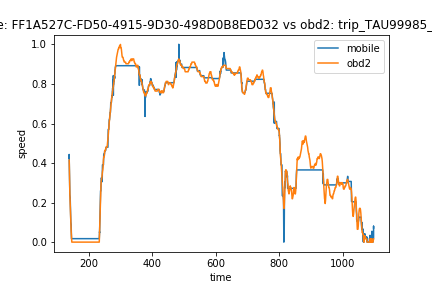 e: FF1A527C-FD50-4915-9D30-498D0B8ED032 vs obd2: trip_TAU99985_
mobile
obd2
1.0
0.8
0.6
0.4
0.2
0.0
speed
200 400 600 800 1000
time